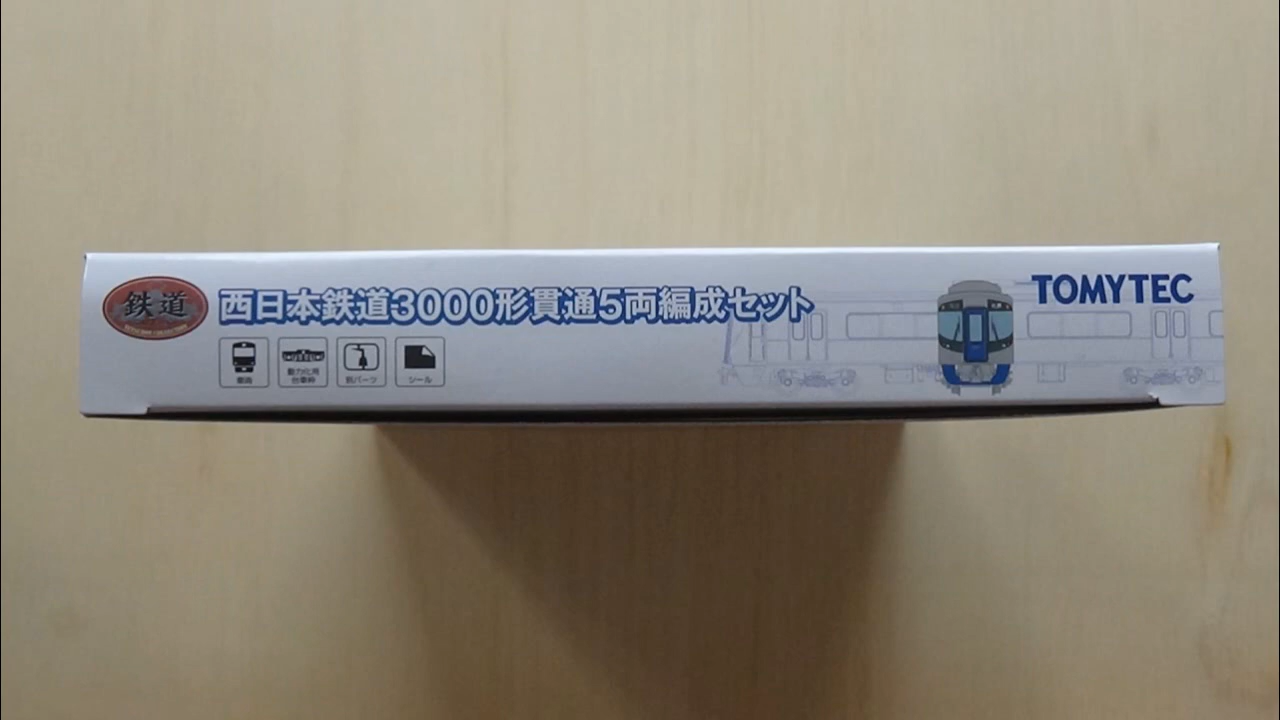 鉄道
西日本鉄道3000形貫通5両編成セット
TOMYTEC
車両
動力化用
台車枠
別パーツ
シール